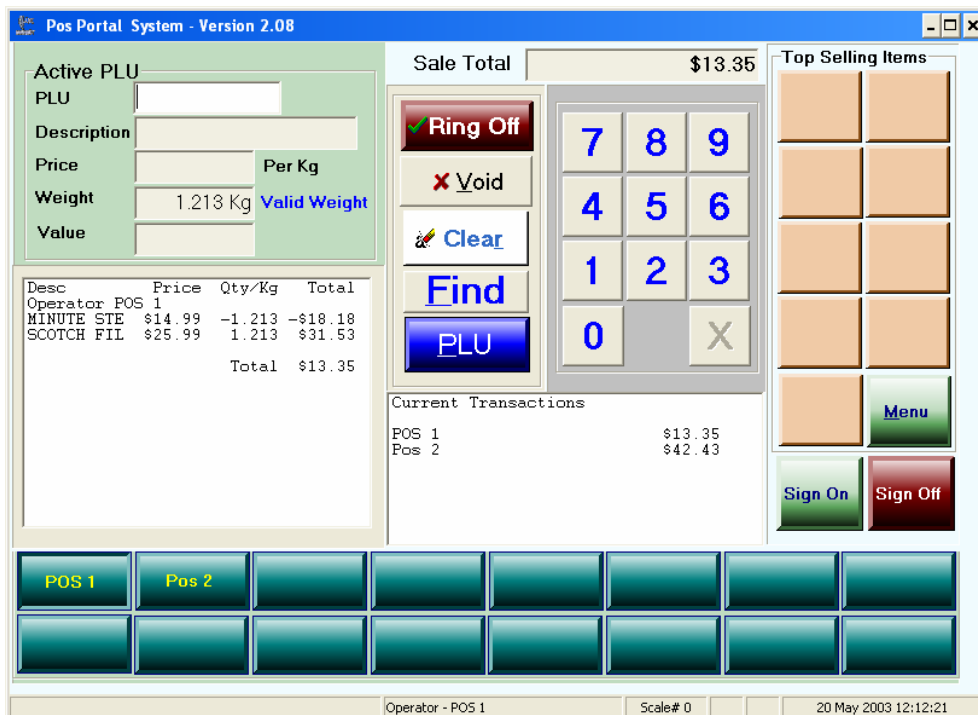 Pos Portal System - Version 2.08
Active PLU
PLU
Description
Price Per Kg
Weight 1.213 Kg Valid Weight
Value
Sale Total $13.35
Ring Off
Void
Clear
Find
PLU
7 8 9
4 5 6
1 2 3
0 X
Top Selling Items
Menu
Sign On Sign Off
Desc Price Qty/Kg Total
Operator POS 1
MINUTE STE $14.99 -1.213 -$18.18
SCOTCH FIL $25.99 1.213 $31.53
Total $13.35
Current Transactions
POS 1 $13.35
Pos 2 $42.43
POS 1 Pos 2
Operator - POS 1 Scale# 0 20 May 2003 12:12:21